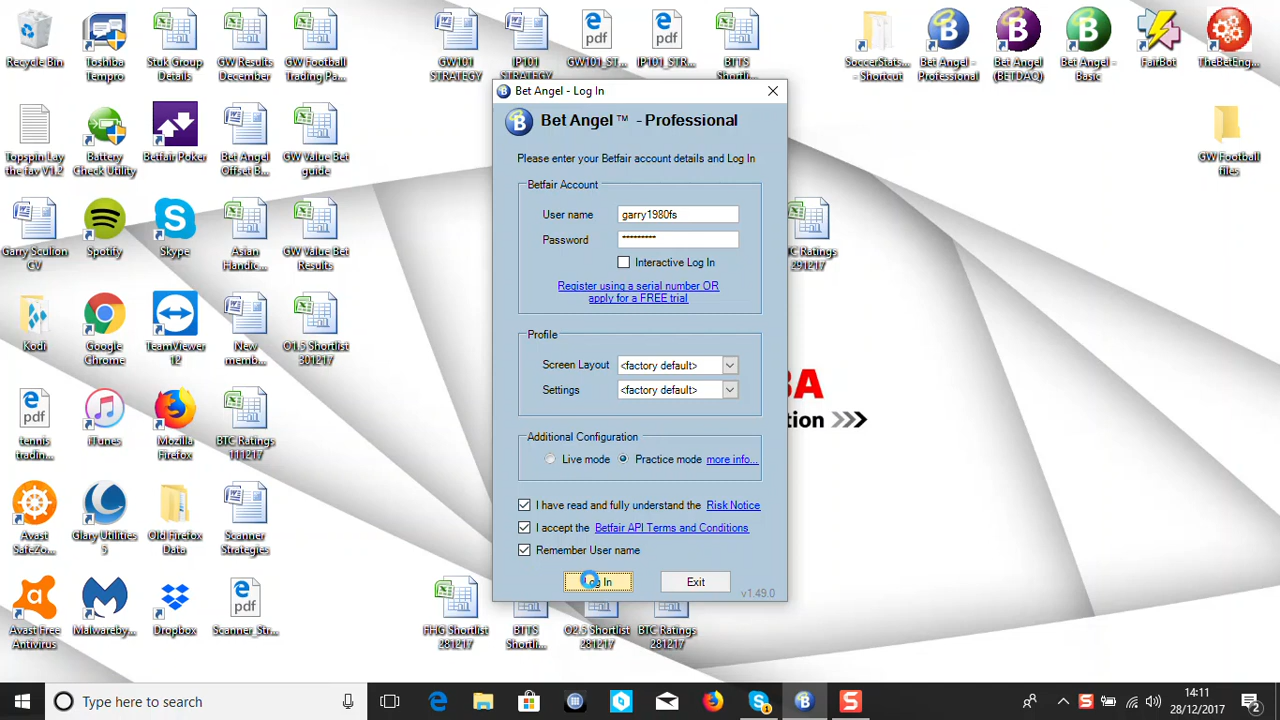 Recycle Bin
Toshiba Tempro
Stuk Group Details
GW Results December
GW Football Trading Pa...
GW101 STRATEGY
IP101 STRATEGY
GW101_ST...
IP101_STR...
BTTS Shortli...
SoccerStats... - Shortcut
Bet Angel - Professional
Bet Angel (BETDAQ)
Bet Angel - Basic
FairBot
TheBetEng...
Topspin Lay the fav V1.2
Battery Check Utility
Betfair Poker
Bet Angel Offset B...
GW Value Bet guide
GW Football files
Garry Scullion CV
Spotify
Skype
Asian Handic...
GW Value Bet Results
BTC Ratings 291217
Kodi
Google Chrome
TeamViewer 12
New memb...
O1.5 Shortlist 301217
tennis tradin...
iTunes
Mozilla Firefox
BTC Ratings 111217
Avast SafeZo...
Glary Utilities 5
Old Firefox Data
Scanner Strategies
Avast Free Antivirus
Malwareby...
Dropbox
Scanner_Str...
FHG Shortlist 281217
BTTS Shortli...
O2.5 Shortlist 281217
BTC Ratings 281217
Bet Angel - Log In
Bet Angel ™ - Professional
Please enter your Betfair account details and Log In
Betfair Account
User name garry1980fs
Password *********
Interactive Log In
Register using a serial number OR
apply for a FREE trial
Profile
Screen Layout <factory default>
Settings <factory default>
Additional Configuration
Live mode Practice mode more info...
I have read and fully understand the Risk Notice
I accept the Betfair API Terms and Conditions
Remember User name
Log In Exit
v1.49.0
BA
tion >>>
Type here to search
14:11
28/12/2017